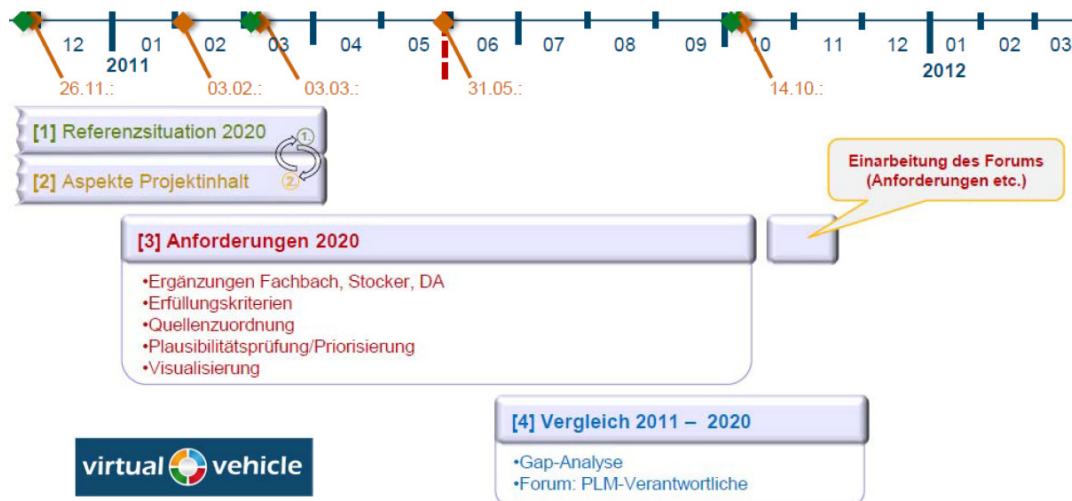 12 01 02 03 04 05 06 07 08 09 10 11 12 01 02 03
2011 2012
26.11.: 03.02.: 03.03.: 31.05.: 14.10.:
[1] Referenzsituation 2020
1.
[2] Aspekte Projektinhalt
2.
Einarbeitung des Forums
(Anforderungen etc.)
[3] Anforderungen 2020
•Ergänzungen Fachbach, Stocker, DA
•Erfüllungskriterien
•Quellenzuordnung
•Plausibilitätsprüfung/Priorisierung
•Visualisierung
[4] Vergleich 2011 – 2020
•Gap-Analyse
•Forum: PLM-Verantwortliche
virtual vehicle